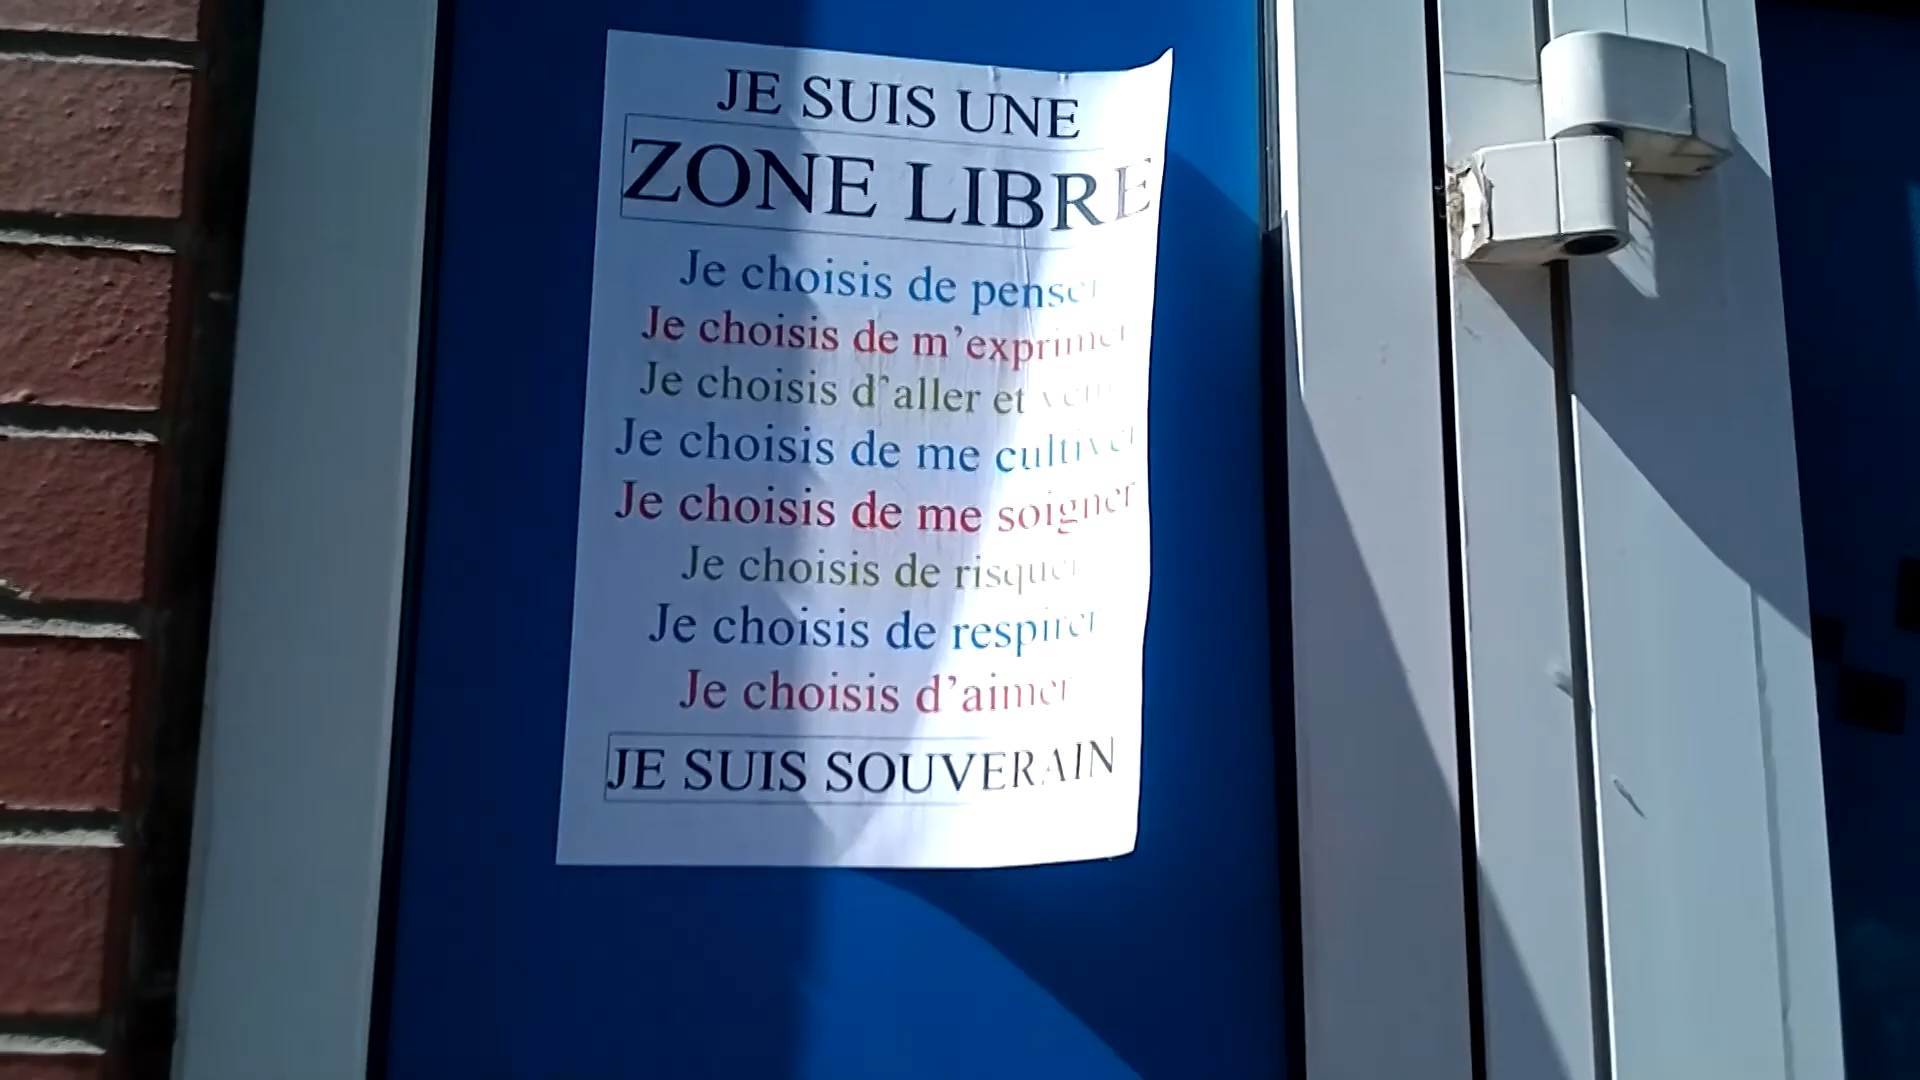 JE SUIS UNE
ZONE LIBRE
Je choisis de penser
Je choisis de m'exprimer
Je choisis d'aller et venir
Je choisis de me cultiver
Je choisis de me soigner
Je choisis de risquer
Je choisis de respirer
Je choisis d'aimer
JE SUIS SOUVERAIN